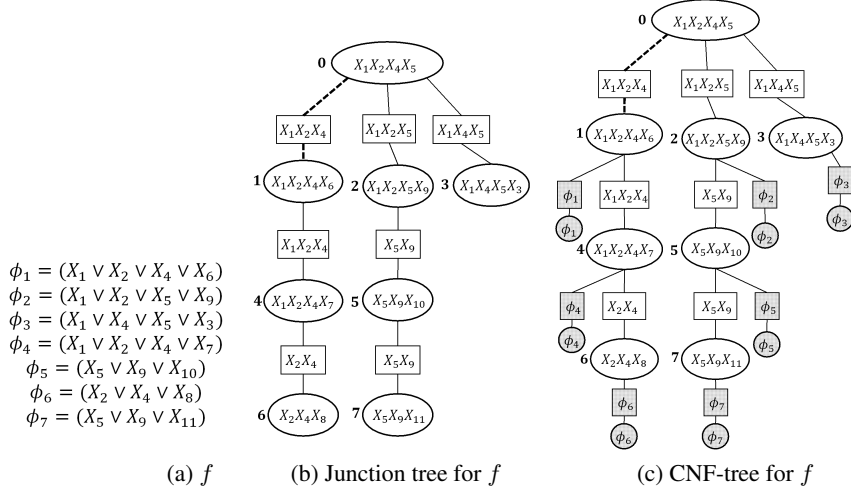 ϕ₁ = (X₁ ∨ X₂ ∨ X₄ ∨ X₆)
ϕ₂ = (X₁ ∨ X₂ ∨ X₅ ∨ X₉)
ϕ₃ = (X₁ ∨ X₄ ∨ X₅ ∨ X₃)
ϕ₄ = (X₁ ∨ X₂ ∨ X₄ ∨ X₇)
ϕ₅ = (X₅ ∨ X₉ ∨ X₁₀)
ϕ₆ = (X₂ ∨ X₄ ∨ X₈)
ϕ₇ = (X₅ ∨ X₉ ∨ X₁₁)
(a) f
0 X₁X₂X₄X₅
X₁X₂X₄ X₁X₂X₅ X₁X₄X₅
1 X₁X₂X₄X₆ 2 X₁X₂X₅X₉ 3 X₁X₄X₅X₃
X₁X₂X₄ X₅X₉
4 X₁X₂X₄X₇ 5 X₅X₉X₁₀
X₂X₄ X₅X₉
6 X₂X₄X₈ 7 X₅X₉X₁₁
(b) Junction tree for f
0 X₁X₂X₄X₅
X₁X₂X₄ X₁X₂X₅ X₁X₄X₅
1 X₁X₂X₄X₆ 2 X₁X₂X₅X₉ 3 X₁X₄X₅X₃
ϕ₁ X₁X₂X₄ X₅X₉ ϕ₂ ϕ₃
ϕ₁ ϕ₂ ϕ₃
4 X₁X₂X₄X₇ 5 X₅X₉X₁₀
ϕ₄ X₂X₄ X₅X₉ ϕ₅
ϕ₄ ϕ₅
6 X₂X₄X₈ 7 X₅X₉X₁₁
ϕ₆ ϕ₇
ϕ₆ ϕ₇
(c) CNF-tree for f